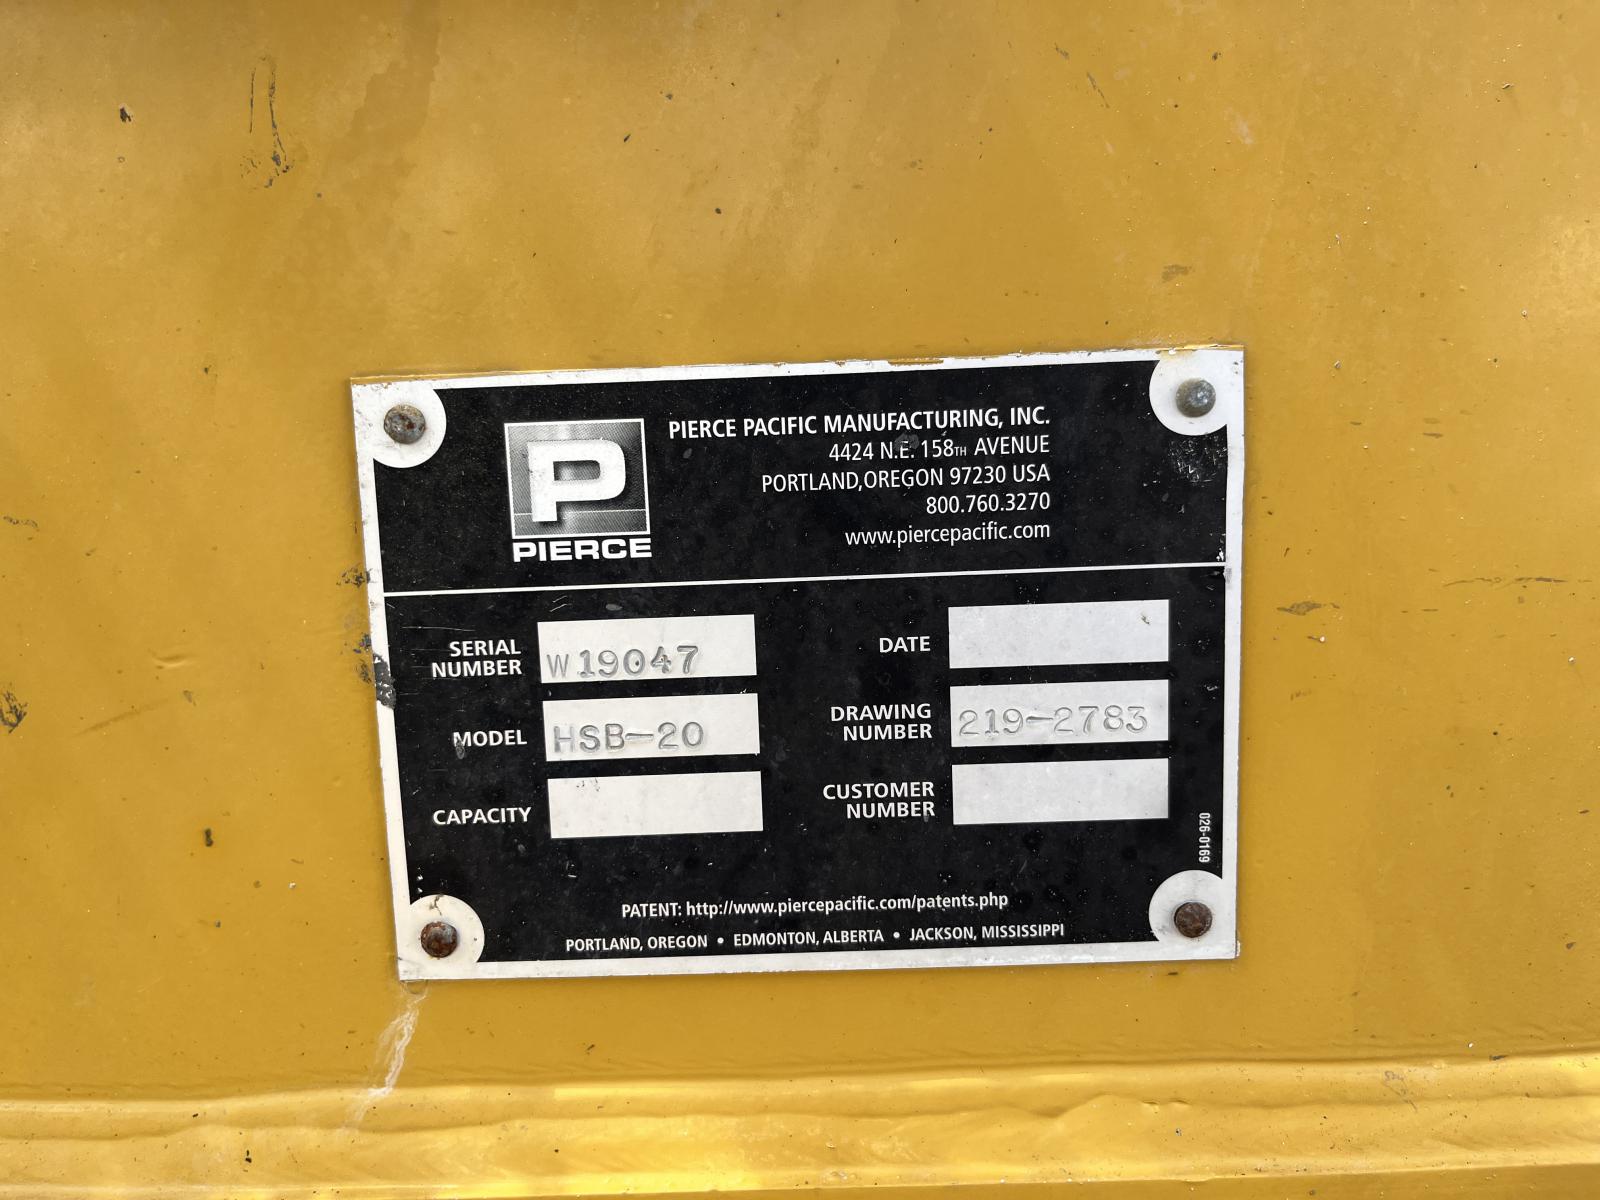 P
PIERCE
PIERCE PACIFIC MANUFACTURING, INC.
4424 N.E. 158TH AVENUE
PORTLAND,OREGON 97230 USA
800.760.3270
www.piercepacific.com
SERIAL
NUMBER W19047
MODEL HSB-20
CAPACITY
DATE
DRAWING
NUMBER 219-2783
CUSTOMER
NUMBER
026-0169
PATENT: http://www.piercepacific.com/patents.php
PORTLAND, OREGON • EDMONTON, ALBERTA • JACKSON, MISSISSIPPI